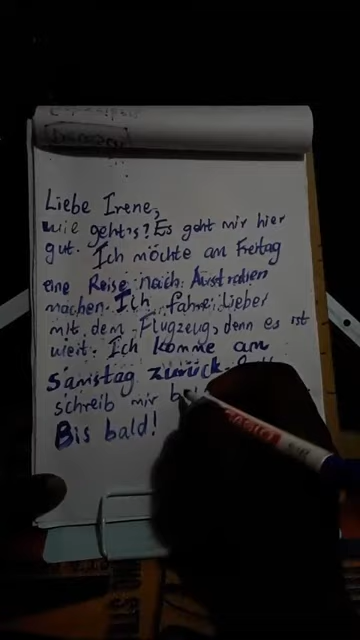 Liebe Irene,
wie geht's? Es geht mir hier
gut. Ich möchte am Freitag
eine Reise nach Australien
machen. Ich fahre Lieber
mit dem Flugzeug, denn es ist
weit. Ich komme am
Samstag zurück.
schreib mir
Bis bald!